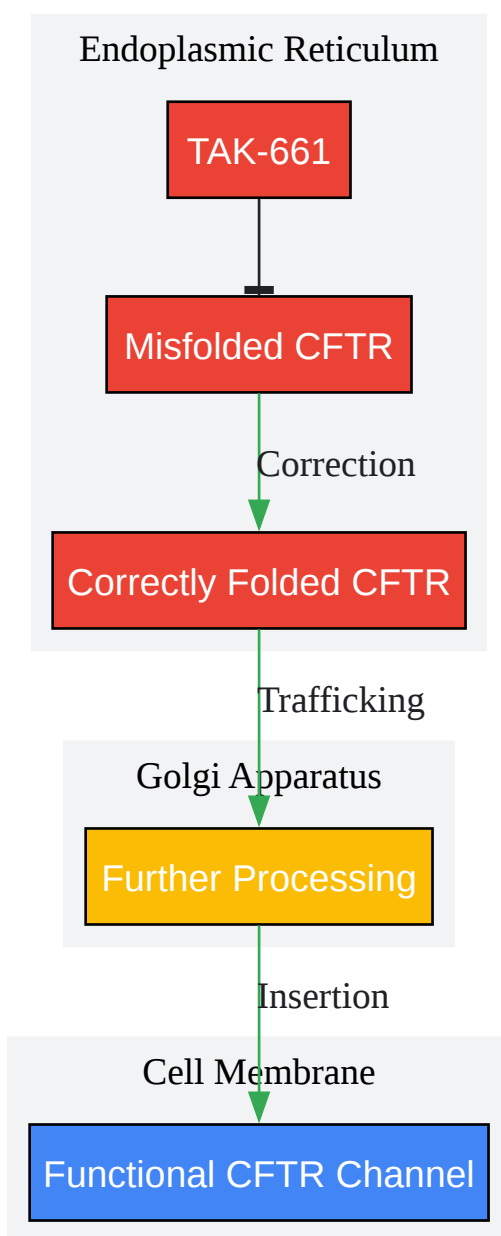 Endoplasmic Reticulum
TAK-661
Misfolded CFTR
Correction
Correctly Folded CFTR
Trafficking
Golgi Apparatus
Further Processing
Insertion
Cell Membrane
Functional CFTR Channel